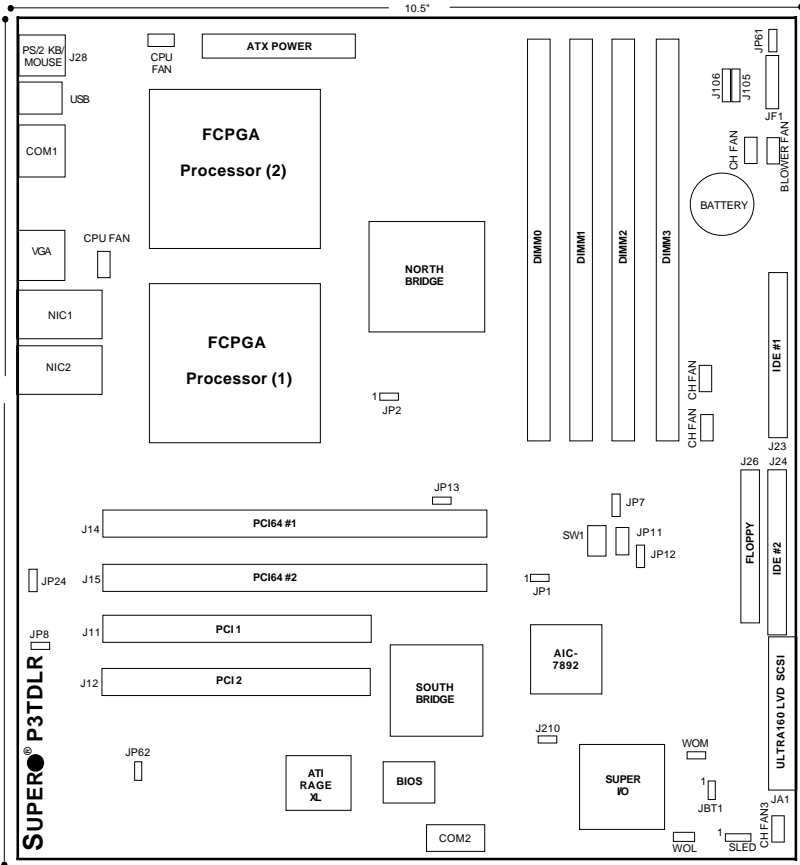 10.5"
PS/2 KB/
MOUSE
J28
USB
COM1
CPU
FAN
ATX POWER
FCPGA
Processor (2)
VGA
CPU FAN
NIC1
NIC2
FCPGA
Processor (1)
NORTH
BRIDGE
1
JP2
DIMM0
DIMM1
DIMM2
DIMM3
JP61
J106
J105
JF1
CH FAN
BLOWER FAN
BATTERY
IDE #1
CH FAN
CH FAN
J23
J26
J24
FLOPPY
IDE #2
JP13
J14
PCI64 #1
J15
PCI64 #2
J11
PCI 1
J12
PCI 2
JP24
JP8
JP7
SW1
JP11
JP12
1
JP1
AIC-
7892
SOUTH
BRIDGE
ULTRA160 LVD SCSI
JA1
J210
WOM
SUPER
I/O
1
JBT1
CH FAN3
SUPER® P3TDLR
JP62
ATI
RAGE
XL
BIOS
COM2
WOL
1
SLED